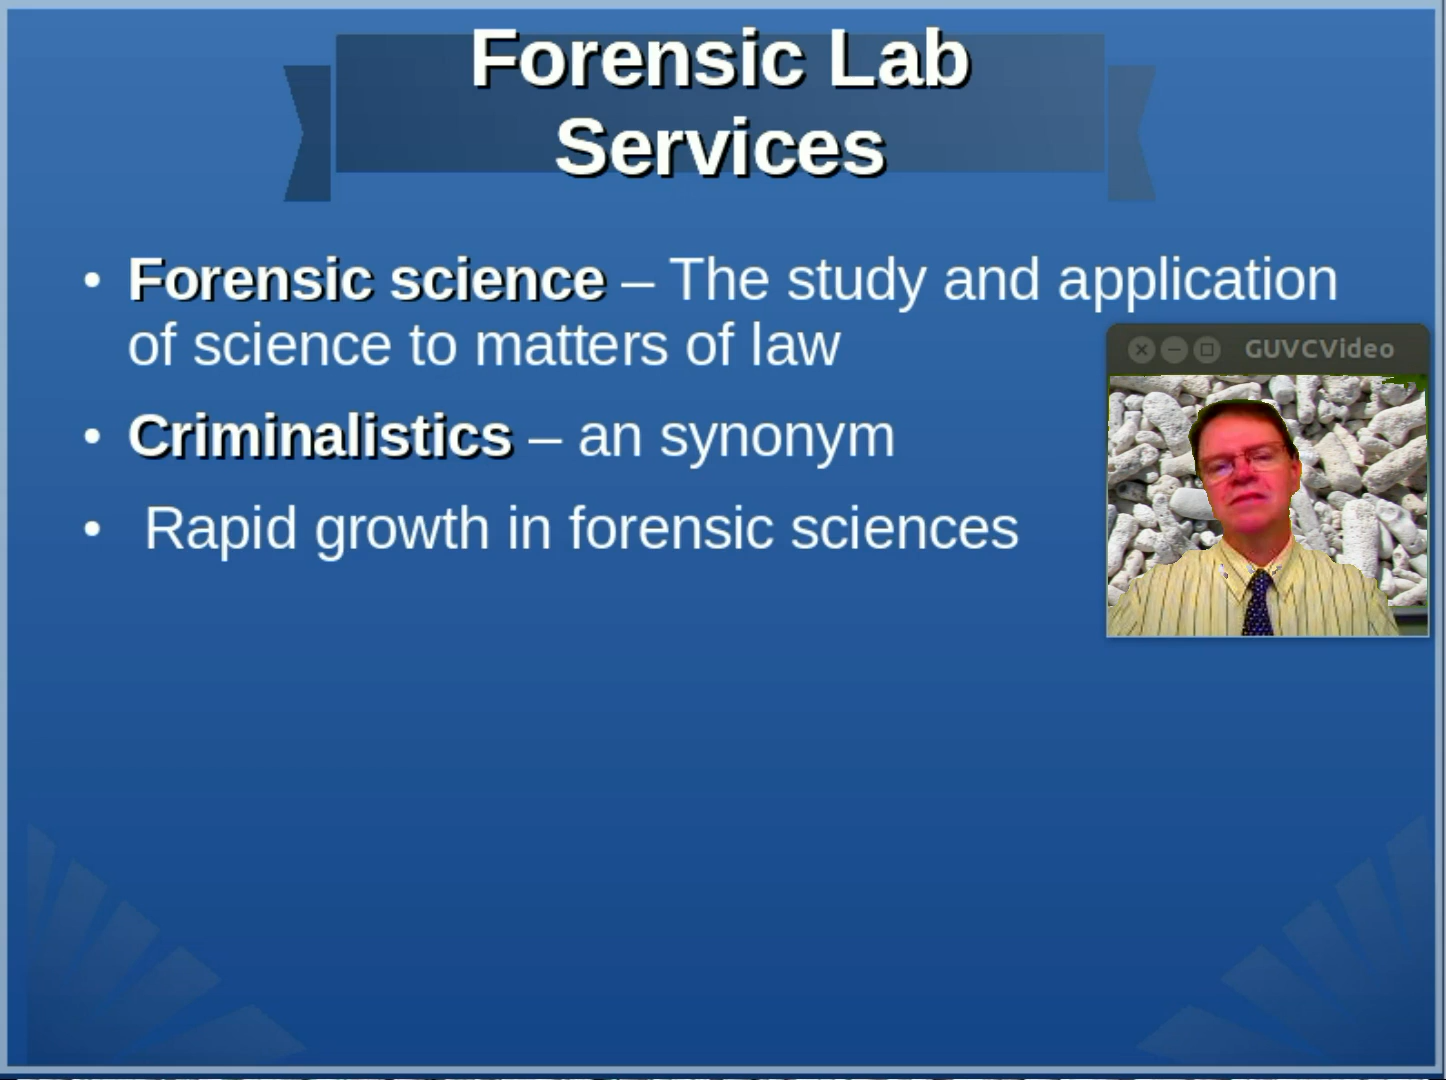 Forensic Lab
Services
• Forensic science – The study and application
of science to matters of law
• Criminalistics – an synonym
• Rapid growth in forensic sciences
GUVCVideo